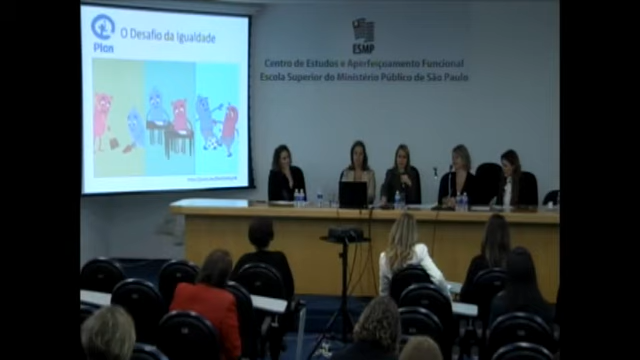 Plan
O Desafio da Igualdade
ESMP
Centro de Estudos e Aperfeiçoamento Funcional
Escola Superior do Ministério Público de São Paulo